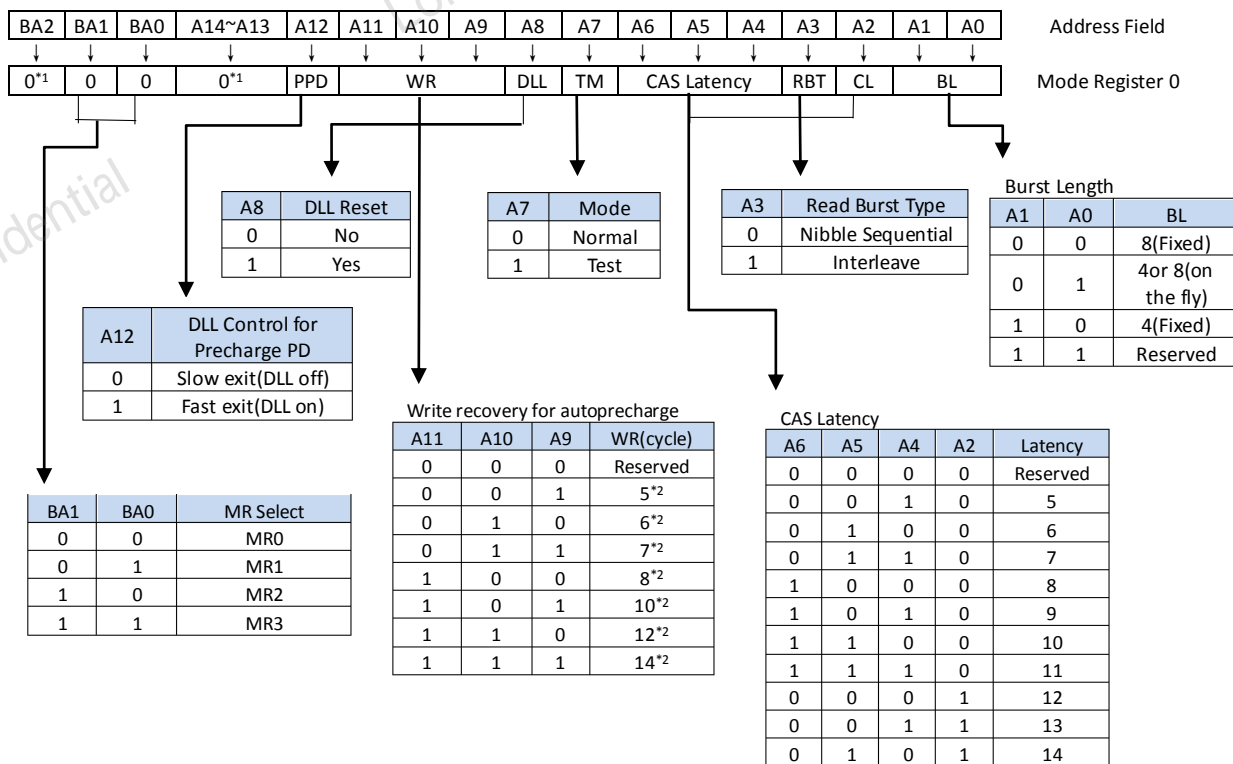 BA2 BA1 BA0 A14~A13 A12 A11 A10 A9 A8 A7 A6 A5 A4 A3 A2 A1 A0 Address Field
0*1 0 0 0*1 PPD WR DLL TM CAS Latency RBT CL BL Mode Register 0
A8 DLL Reset
0 No
1 Yes
A7 Mode
0 Normal
1 Test
A3 Read Burst Type
0 Nibble Sequential
1 Interleave
Burst Length
A1 A0 BL
0 0 8(Fixed)
0 1 4or 8(on
the fly)
1 0 4(Fixed)
1 1 Reserved
A12 DLL Control for
Precharge PD
0 Slow exit(DLL off)
1 Fast exit(DLL on)
Write recovery for autoprecharge
A11 A10 A9 WR(cycle)
0 0 0 Reserved
0 0 1 5*2
0 1 0 6*2
0 1 1 7*2
1 0 0 8*2
1 0 1 10*2
1 1 0 12*2
1 1 1 14*2
CAS Latency
A6 A5 A4 A2 Latency
0 0 0 0 Reserved
0 0 1 0 5
0 1 0 0 6
0 1 1 0 7
1 0 0 0 8
1 0 1 0 9
1 1 0 0 10
1 1 1 0 11
0 0 0 1 12
0 0 1 1 13
0 1 0 1 14
BA1 BA0 MR Select
0 0 MR0
0 1 MR1
1 0 MR2
1 1 MR3
fidential